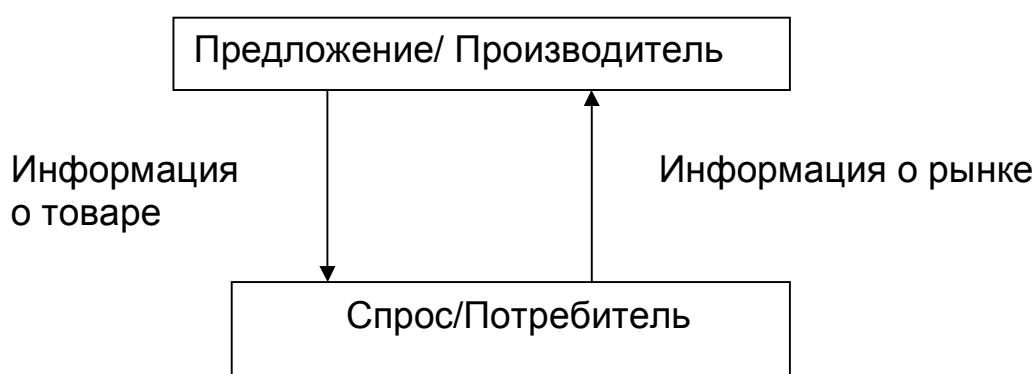 Предложение/ Производитель
Информация
о товаре
Информация о рынке
Спрос/Потребитель